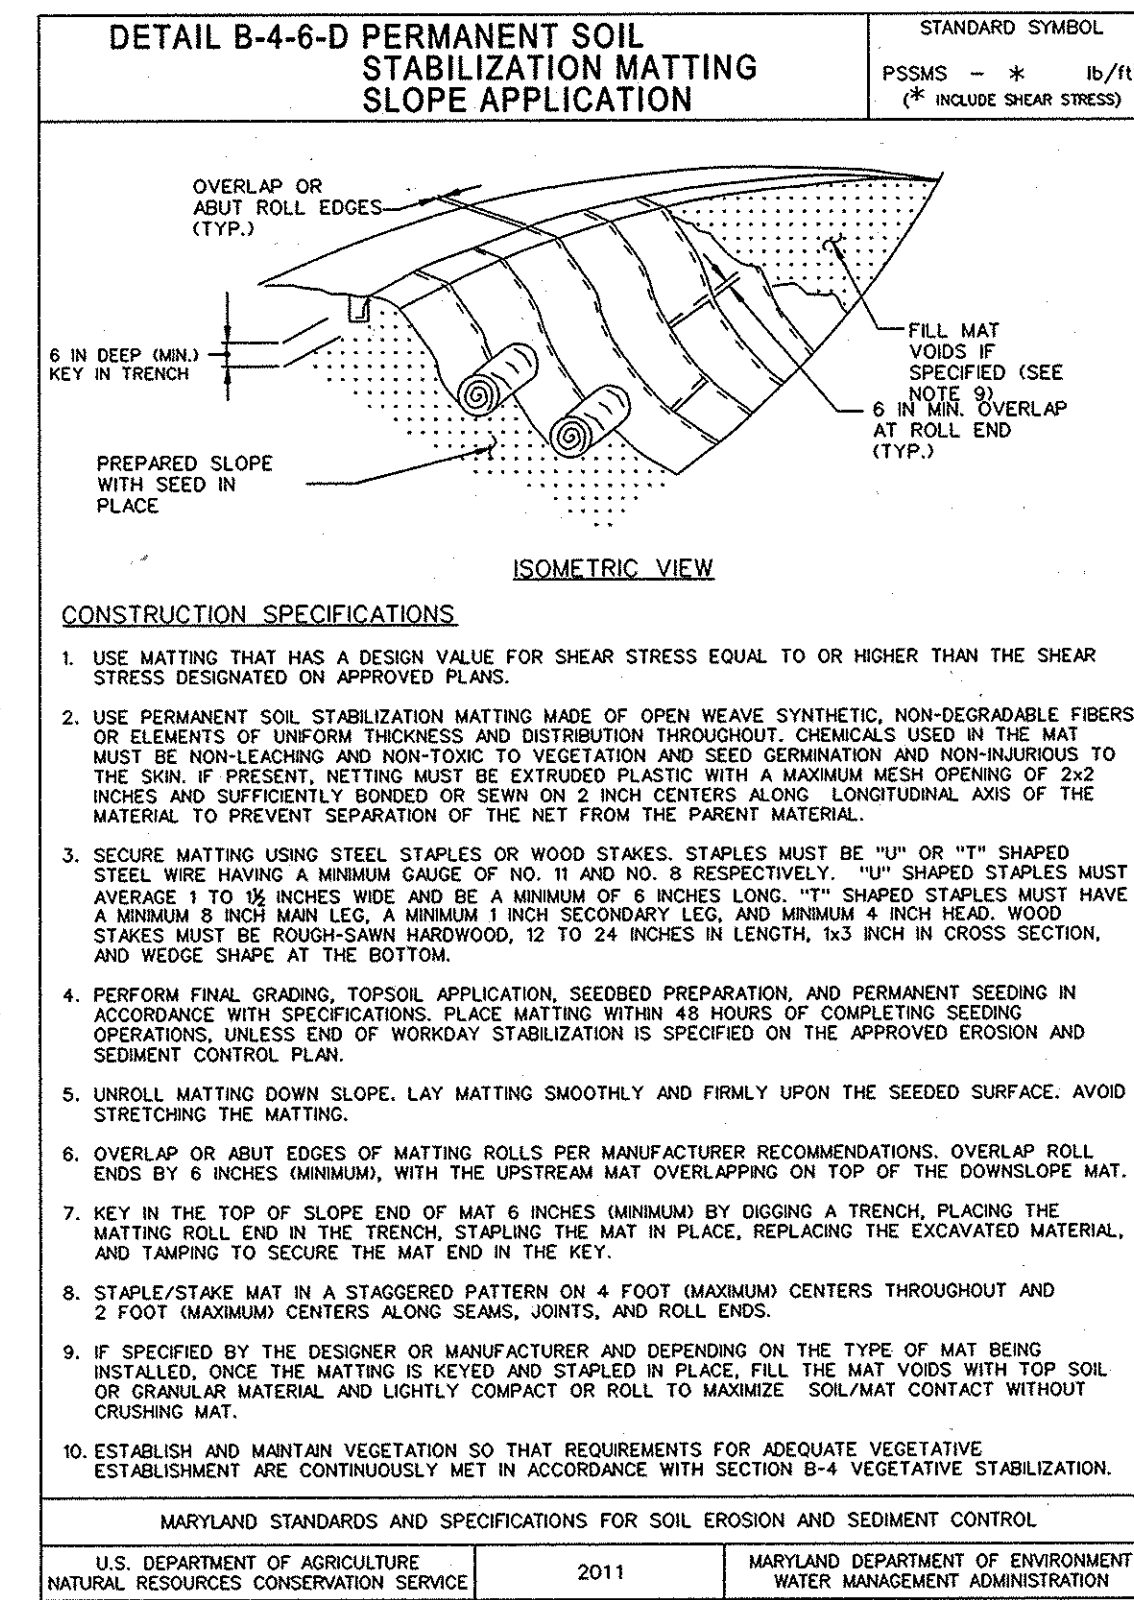 DETAIL B-4-6-D PERMANENT SOIL
STABILIZATION MATTING
SLOPE APPLICATION
STANDARD SYMBOL
PSSMS - * lb/ft
(* INCLUDE SHEAR STRESS)
OVERLAP OR
ABUT ROLL EDGES
(TYP.)
6 IN DEEP (MIN.)
KEY IN TRENCH
PREPARED SLOPE
WITH SEED IN
PLACE
FILL MAT
VOIDS IF
SPECIFIED (SEE
NOTE 9)
6 IN MIN. OVERLAP
AT ROLL END
(TYP.)
ISOMETRIC VIEW
CONSTRUCTION SPECIFICATIONS
1. USE MATTING THAT HAS A DESIGN VALUE FOR SHEAR STRESS EQUAL TO OR HIGHER THAN THE SHEAR
STRESS DESIGNATED ON APPROVED PLANS.
2. USE PERMANENT SOIL STABILIZATION MATTING MADE OF OPEN WEAVE SYNTHETIC, NON-DEGRADABLE FIBERS
OR ELEMENTS OF UNIFORM THICKNESS AND DISTRIBUTION THROUGHOUT. CHEMICALS USED IN THE MAT
MUST BE NON-LEACHING AND NON-TOXIC TO VEGETATION AND SEED GERMINATION AND NON-INJURIOUS TO
THE SKIN. IF PRESENT, NETTING MUST BE EXTRUDED PLASTIC WITH A MAXIMUM MESH OPENING OF 2x2
INCHES AND SUFFICIENTLY BONDED OR SEWN ON 2 INCH CENTERS ALONG LONGITUDINAL AXIS OF THE
MATERIAL TO PREVENT SEPARATION OF THE NET FROM THE PARENT MATERIAL.
3. SECURE MATTING USING STEEL STAPLES OR WOOD STAKES. STAPLES MUST BE "U" OR "T" SHAPED
STEEL WIRE HAVING A MINIMUM GAUGE OF NO. 11 AND NO. 8 RESPECTIVELY. "U" SHAPED STAPLES MUST
AVERAGE 1 TO 1½ INCHES WIDE AND BE A MINIMUM OF 6 INCHES LONG. "T" SHAPED STAPLES MUST HAVE
A MINIMUM 8 INCH MAIN LEG, A MINIMUM 1 INCH SECONDARY LEG, AND MINIMUM 4 INCH HEAD. WOOD
STAKES MUST BE ROUGH-SAWN HARDWOOD, 12 TO 24 INCHES IN LENGTH, 1x3 INCH IN CROSS SECTION,
AND WEDGE SHAPE AT THE BOTTOM.
4. PERFORM FINAL GRADING, TOPSOIL APPLICATION, SEEDBED PREPARATION, AND PERMANENT SEEDING IN
ACCORDANCE WITH SPECIFICATIONS. PLACE MATTING WITHIN 48 HOURS OF COMPLETING SEEDING
OPERATIONS, UNLESS END OF WORKDAY STABILIZATION IS SPECIFIED ON THE APPROVED EROSION AND
SEDIMENT CONTROL PLAN.
5. UNROLL MATTING DOWN SLOPE. LAY MATTING SMOOTHLY AND FIRMLY UPON THE SEEDED SURFACE. AVOID
STRETCHING THE MATTING.
6. OVERLAP OR ABUT EDGES OF MATTING ROLLS PER MANUFACTURER RECOMMENDATIONS. OVERLAP ROLL
ENDS BY 6 INCHES (MINIMUM), WITH THE UPSTREAM MAT OVERLAPPING ON TOP OF THE DOWNSLOPE MAT.
7. KEY IN THE TOP OF SLOPE END OF MAT 6 INCHES (MINIMUM) BY DIGGING A TRENCH, PLACING THE
MATTING ROLL END IN THE TRENCH, STAPLING THE MAT IN PLACE, REPLACING THE EXCAVATED MATERIAL,
AND TAMPING TO SECURE THE MAT END IN THE KEY.
8. STAPLE/STAKE MAT IN A STAGGERED PATTERN ON 4 FOOT (MAXIMUM) CENTERS THROUGHOUT AND
2 FOOT (MAXIMUM) CENTERS ALONG SEAMS, JOINTS, AND ROLL ENDS.
9. IF SPECIFIED BY THE DESIGNER OR MANUFACTURER AND DEPENDING ON THE TYPE OF MAT BEING
INSTALLED, ONCE THE MATTING IS KEYED AND STAPLED IN PLACE, FILL THE MAT VOIDS WITH TOP SOIL
OR GRANULAR MATERIAL AND LIGHTLY COMPACT OR ROLL TO MAXIMIZE SOIL/MAT CONTACT WITHOUT
CRUSHING MAT.
10. ESTABLISH AND MAINTAIN VEGETATION SO THAT REQUIREMENTS FOR ADEQUATE VEGETATIVE
ESTABLISHMENT ARE CONTINUOUSLY MET IN ACCORDANCE WITH SECTION B-4 VEGETATIVE STABILIZATION.
MARYLAND STANDARDS AND SPECIFICATIONS FOR SOIL EROSION AND SEDIMENT CONTROL
U.S. DEPARTMENT OF AGRICULTURE
NATURAL RESOURCES CONSERVATION SERVICE
2011
MARYLAND DEPARTMENT OF ENVIRONMENT
WATER MANAGEMENT ADMINISTRATION